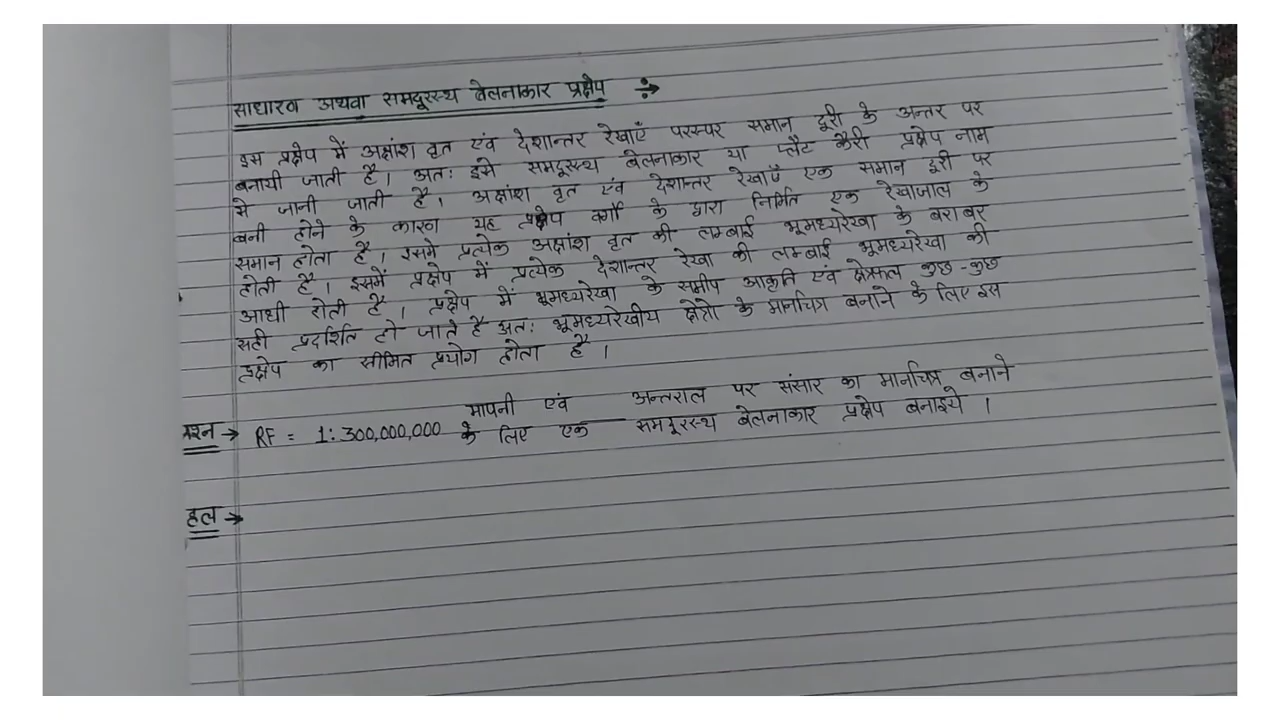 साधारण अथवा समदूरस्थ बेलनाकार प्रक्षेप ÷→
इस प्रक्षेप में अक्षांश वृत एवं देशान्तर रेखाएँ परस्पर समान दूरी के अन्तर पर
बनायी जाती है। अत: इसे समदूरस्थ बेलनाकार या प्लैट कैरी प्रक्षेप नाम
से जानी जाती है। अक्षांश वृत एवं देशान्तर रेखाएँ एक समान दूरी पर
बनी होने के कारण यह प्रक्षेप वर्गो के द्वारा निर्मित एक रेखाजाल के
समान होता है। इसमे प्रत्येक अक्षांश वृत की लम्बाई भूमध्यरेखा के बराबर
होती है। इसमें प्रक्षेप में प्रत्येक देशान्तर रेखा की लम्बाई भूमध्यरेखा की
आधी होती है। प्रक्षेप में भूमध्यरेखा के समीप आकृति एवं क्षेत्रफल कुछ-कुछ
सही प्रदर्शित हो जाते है अत: भूमध्यरेखीय क्षेत्रो के मानचित्र बनाने के लिए इस
प्रक्षेप का सीमित प्रयोग होता है।
प्रश्न → RF = 1:300,000,000 मापनी एवं अन्तराल पर संसार का मानचित्र बनाने
के लिए एक समदूरस्थ बेलनाकार प्रक्षेप बनाइये।
हल →